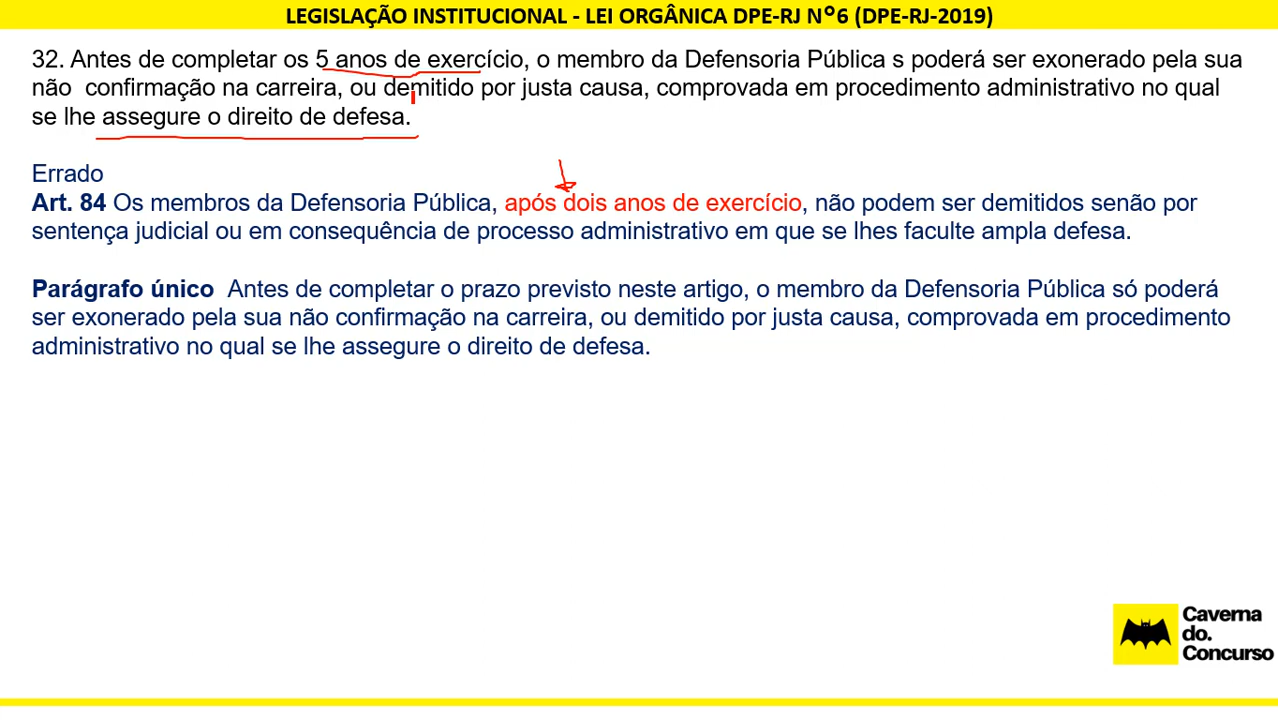 LEGISLAÇÃO INSTITUCIONAL - LEI ORGÂNICA DPE-RJ Nº6 (DPE-RJ-2019)
32. Antes de completar os 5 anos de exercício, o membro da Defensoria Pública s poderá ser exonerado pela sua
não confirmação na carreira, ou demitido por justa causa, comprovada em procedimento administrativo no qual
se lhe assegure o direito de defesa.
Errado
Art. 84 Os membros da Defensoria Pública, após dois anos de exercício, não podem ser demitidos senão por
sentença judicial ou em consequência de processo administrativo em que se lhes faculte ampla defesa.
Parágrafo único Antes de completar o prazo previsto neste artigo, o membro da Defensoria Pública só poderá
ser exonerado pela sua não confirmação na carreira, ou demitido por justa causa, comprovada em procedimento
administrativo no qual se lhe assegure o direito de defesa.
Caverna
do.
Concurso